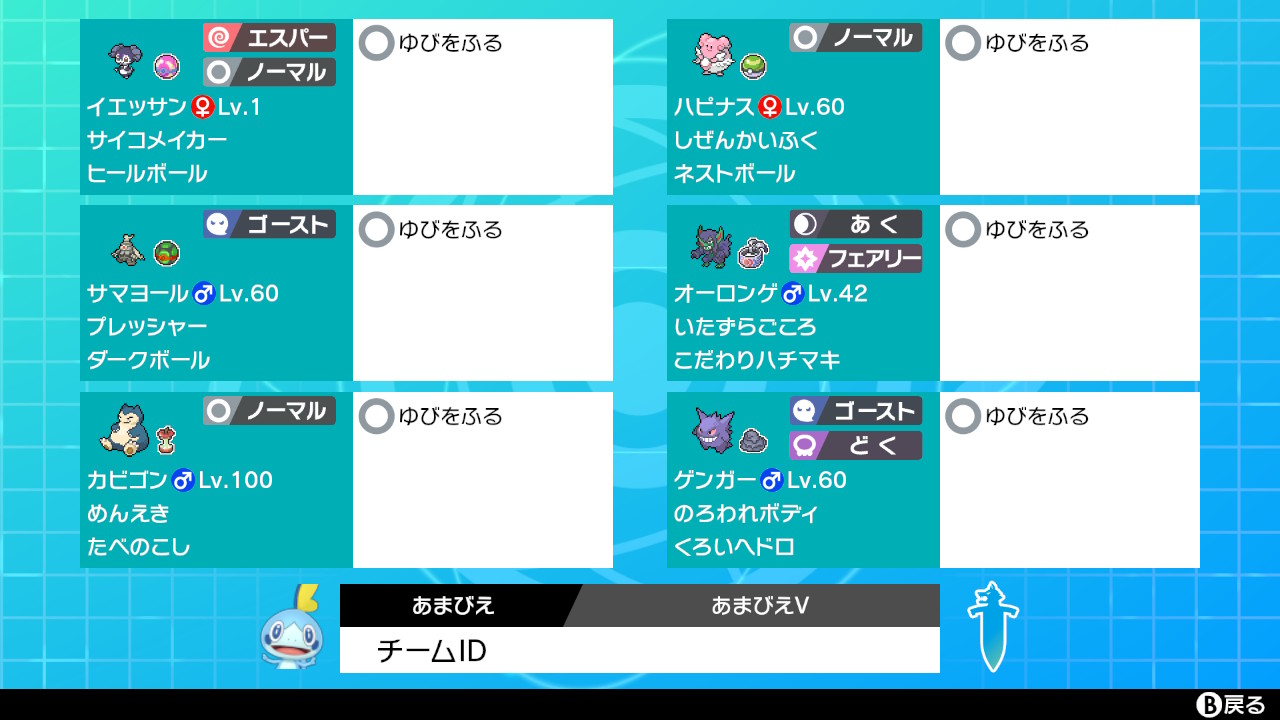 エスパー
ノーマル
イエッサン♀Lv.1
サイコメイカー
ヒールボール
ゆびをふる
ノーマル
ハピナス♀Lv.60
しぜんかいふく
ネストボール
ゆびをふる
ゴースト
サマヨール♂Lv.60
プレッシャー
ダークボール
ゆびをふる
あく
フェアリー
オーロンゲ♂Lv.42
いたずらごころ
こだわりハチマキ
ゆびをふる
ノーマル
カビゴン♂Lv.100
めんえき
たべのこし
ゆびをふる
ゴースト
どく
ゲンガー♂Lv.60
のろわれボディ
くろいヘドロ
ゆびをふる
あまびえ
あまびえV
チームID
B戻る